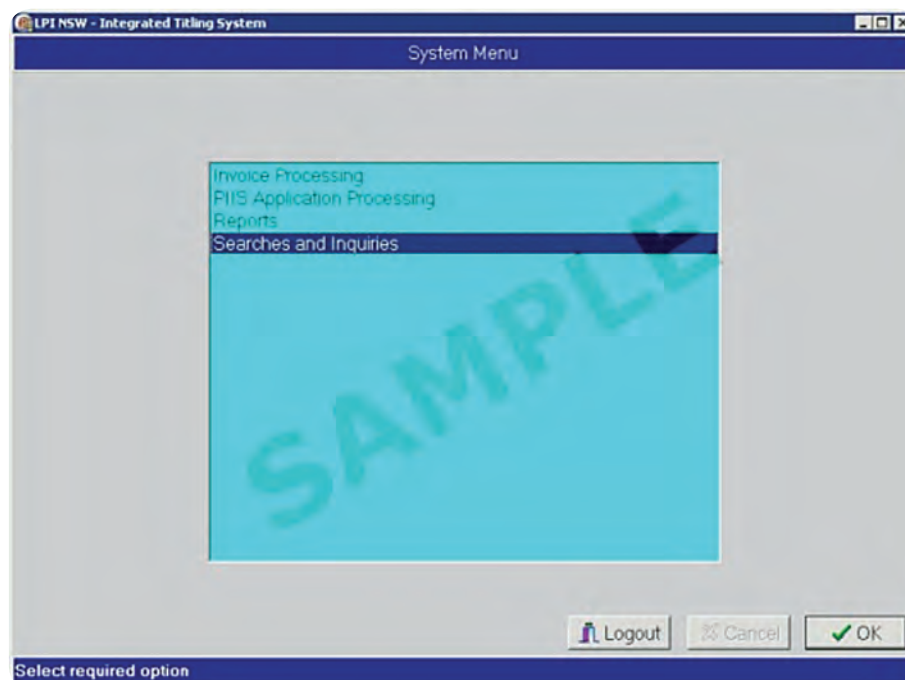 LPI NSW - Integrated Titling System
System Menu
Invoice Processing
PIIS Application Processing
Reports
Searches and Inquiries
SAMPLE
Logout
Cancel
OK
Select required option